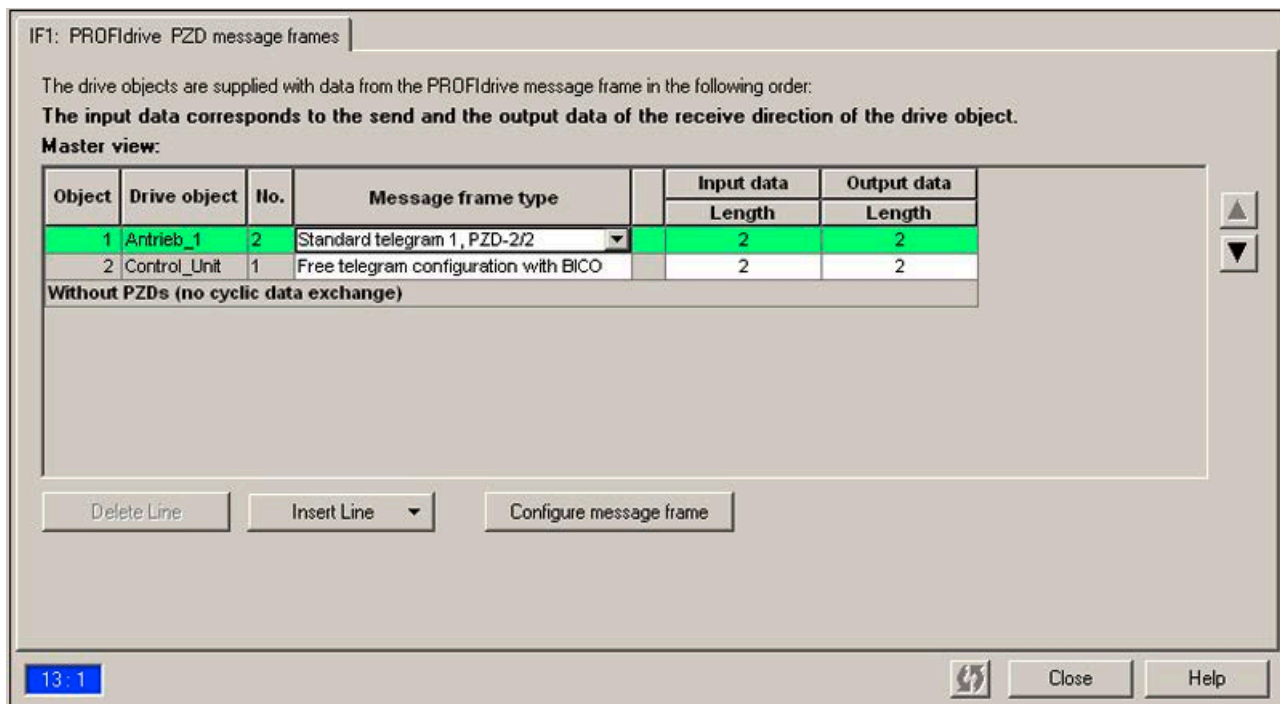 IF1: PROFIdrive PZD message frames
The drive objects are supplied with data from the PROFIdrive message frame in the following order:
The input data corresponds to the send and the output data of the receive direction of the drive object.
Master view:
Object Drive object No. Message frame type Input data Output data
Length Length
1 Antrieb_1 2 Standard telegram 1, PZD-2/2 2 2
2 Control_Unit 1 Free telegram configuration with BICO 2 2
Without PZDs (no cyclic data exchange)
Delete Line Insert Line Configure message frame
13 : 1 Close Help